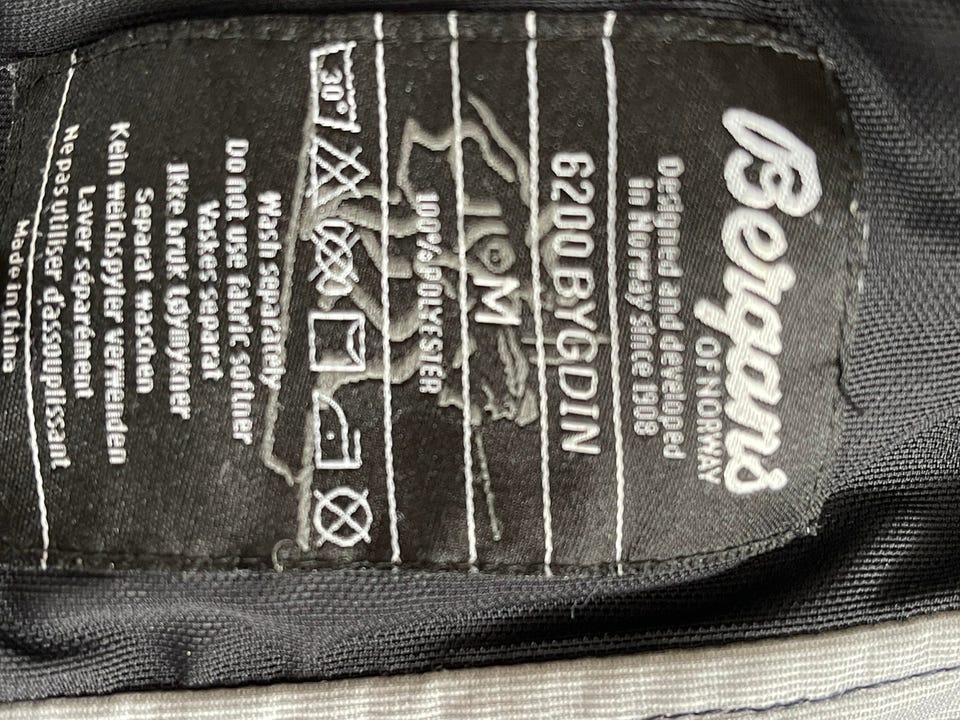 Bergans
OF NORWAY
Designed and developed
in Norway since 1908
6200 BYGDIN
M
100% POLYESTER
30°
Wash separately
Do not use fabric softner
Vaskes separat
Ikke bruk tøymykner
Separat waschen
Kein weichspyler verwenden
Laver séparément
Ne pas utiliser d'assouplissant
Made in China